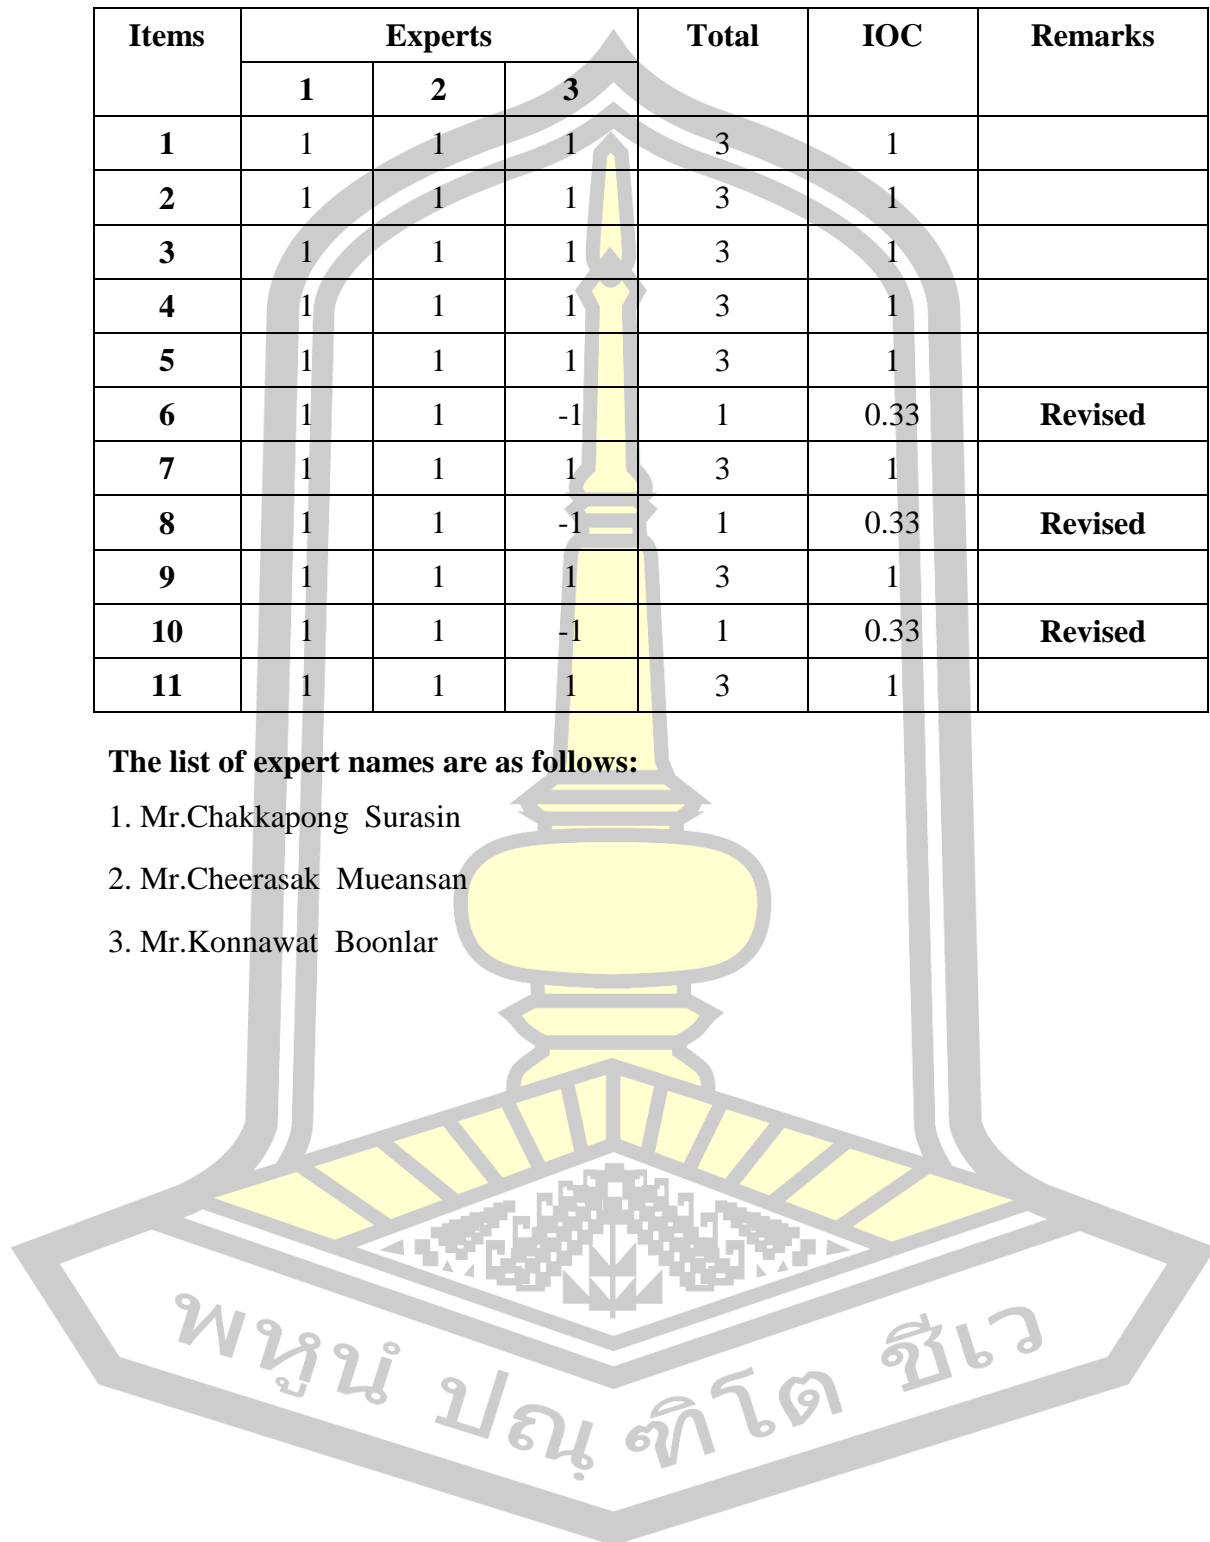 Items Experts Total IOC Remarks
1 2 3
1 1 1 1 3 1
2 1 1 1 3 1
3 1 1 1 3 1
4 1 1 1 3 1
5 1 1 1 3 1
6 1 1 -1 1 0.33 Revised
7 1 1 1 3 1
8 1 1 -1 1 0.33 Revised
9 1 1 1 3 1
10 1 1 -1 1 0.33 Revised
11 1 1 1 3 1
The list of expert names are as follows:
1. Mr.Chakkapong Surasin
2. Mr.Cheerasak Mueansan
3. Mr.Konnawat Boonlar
พหูนํ ปณฺฑิโต ชีเว